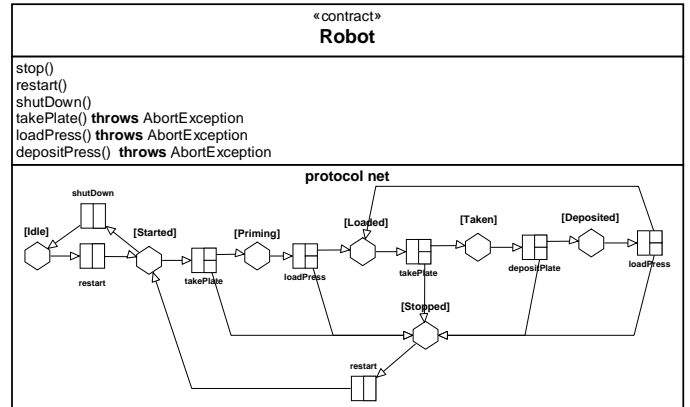 «contract»
Robot
stop()
restart()
shutDown()
takePlate() throws AbortException
loadPress() throws AbortException
depositPress() throws AbortException
protocol net
shutDown
[Idle]
[Started]
[Priming]
[Loaded]
[Taken]
[Deposited]
restart
takePlate
loadPress
takePlate
depositPlate
loadPress
[Stopped]
restart